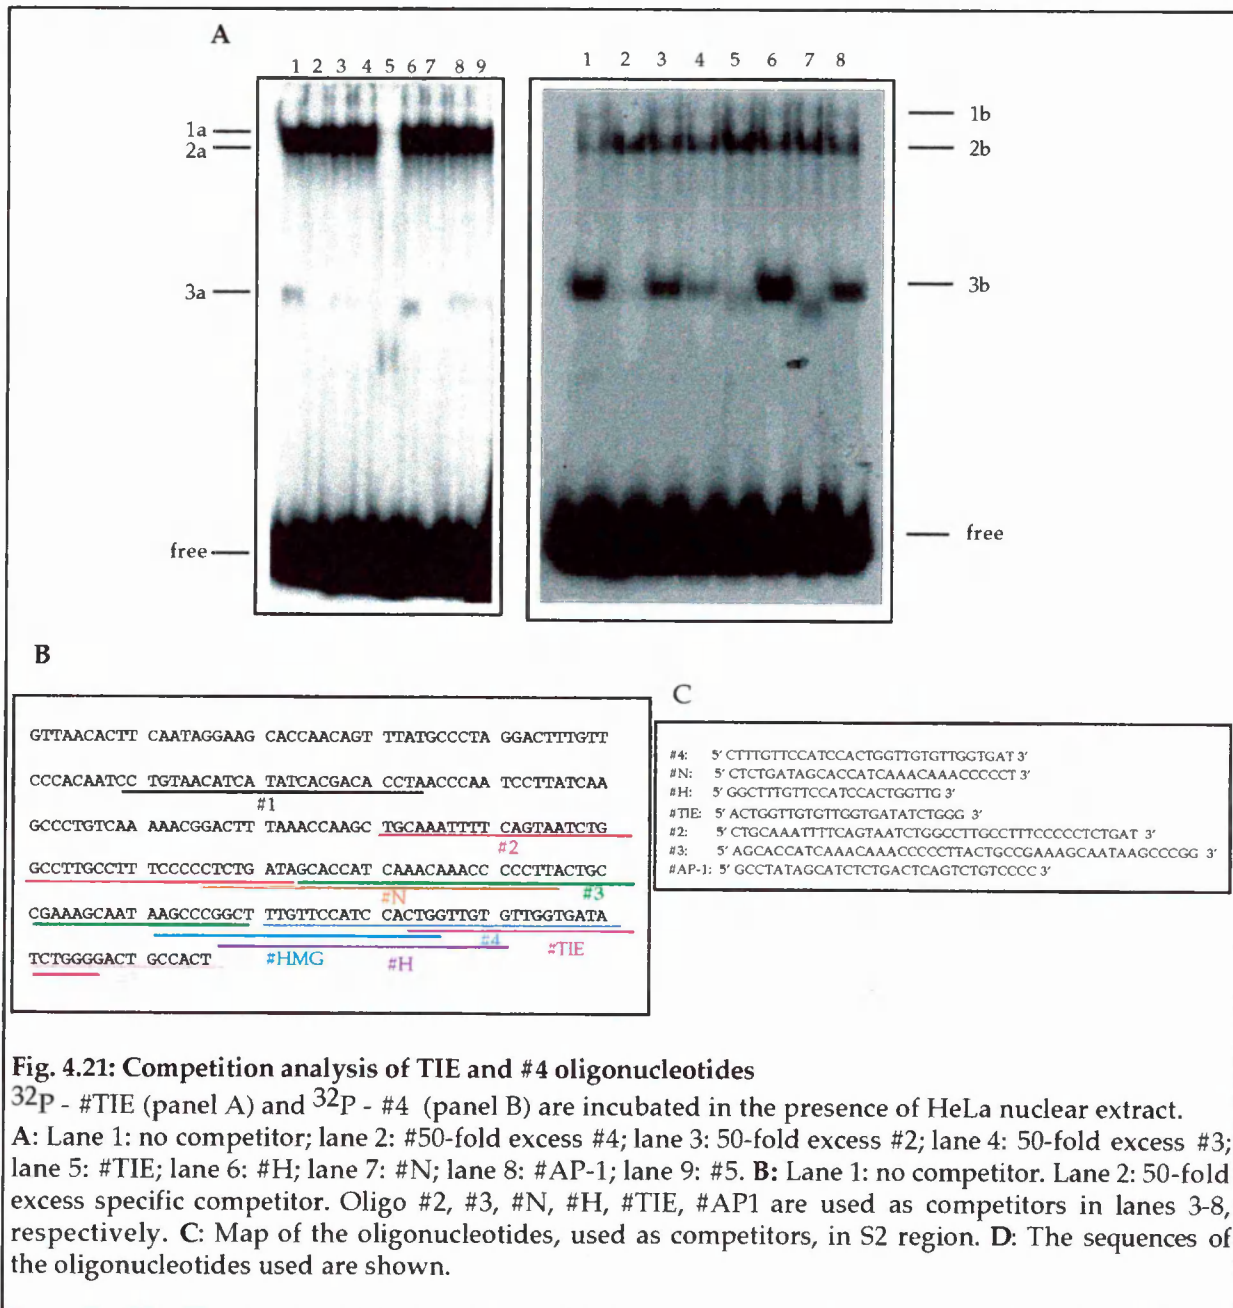 A
1 2 3 4 5 6 7 8 9
1 2 3 4 5 6 7 8
1a
2a
3a
free
1b
2b
3b
free
B
GTTAACACTT CAATAGGAAG CACCAACAGT TTATGCCCTA GGACTTTGTT
CCCACAATCC TGTAACATCA TATCACGACA CCTAACCCAA TCCTTATCAA
#1
GCCCTGTCAA AAACGGACTT TAAACCAAGC TGCAAATTTT CAGTAATCTG
#2
GCCTTGCCTT TCCCCCTCTG ATAGCACCAT CAAACAAACC CCCTTACTGC
#N #3
CGAAAGCAAT AAGCCCGGCT TTGTTCCATC CACTGGTTGT GTTGGTGATA
#4 #TIE
TCTGGGGACT GCCACT #HMG #H
C
#4: 5' CTTTGTTCCATCCACTGGTTGTGTTGGTGAT 3'
#N: 5' CTCTGATAGCACCATCAAACAAACCCCCT 3'
#H: 5' GGCTTTGTTCCATCCACTGGTTG 3'
#TIE: 5' ACTGGTTGTGTTGGTGATATCTGGG 3'
#2: 5' CTGCAAATTTTCAGTAATCTGGCCTTGCCTTTCCCCCTCTGAT 3'
#3: 5' AGCACCATCAAACAAACCCCCTTACTGCCGAAAGCAATAAGCCCGG 3'
#AP-1: 5' GCCTATAGCATCTCTGACTCAGTCTGTCCCC 3'
Fig. 4.21: Competition analysis of TIE and #4 oligonucleotides
32P - #TIE (panel A) and 32P - #4 (panel B) are incubated in the presence of HeLa nuclear extract.
A: Lane 1: no competitor; lane 2: #50-fold excess #4; lane 3: 50-fold excess #2; lane 4: 50-fold excess #3;
lane 5: #TIE; lane 6: #H; lane 7: #N; lane 8: #AP-1; lane 9: #5. B: Lane 1: no competitor. Lane 2: 50-fold
excess specific competitor. Oligo #2, #3, #N, #H, #TIE, #AP1 are used as competitors in lanes 3-8,
respectively. C: Map of the oligonucleotides, used as competitors, in S2 region. D: The sequences of
the oligonucleotides used are shown.